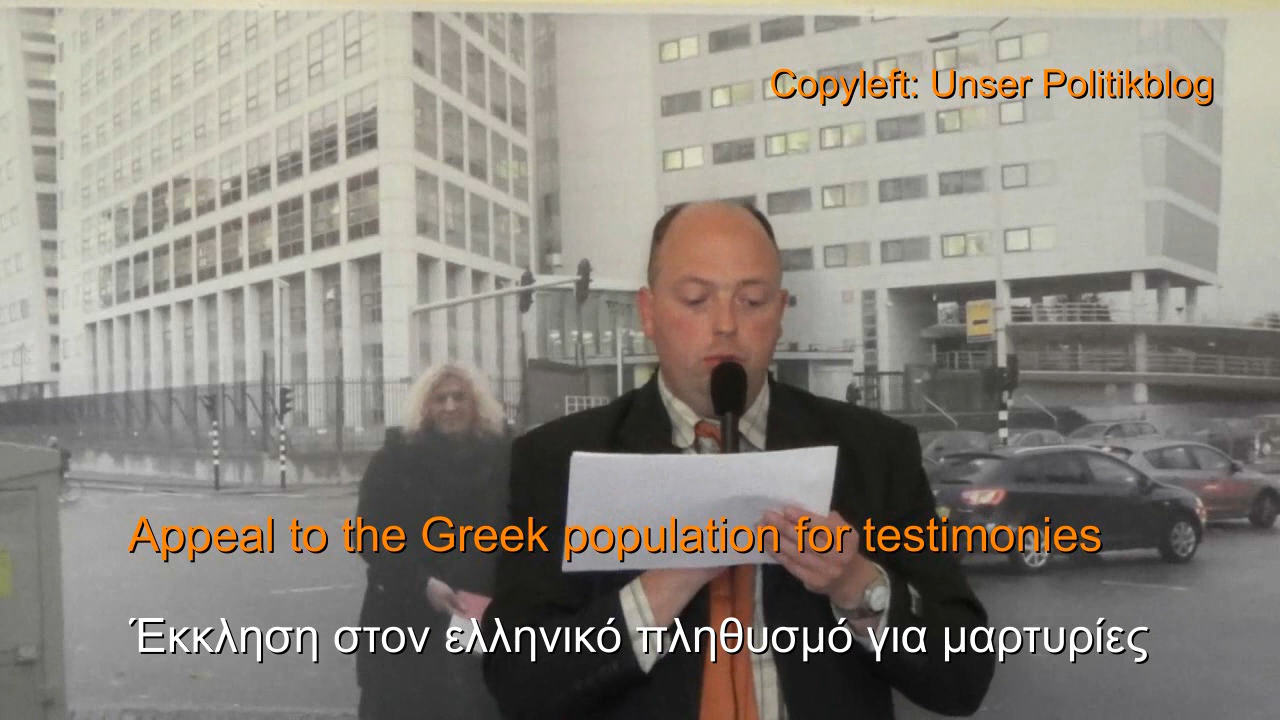 Copyleft: Unser Politikblog
Appeal to the Greek population for testimonies
Έκκληση στον ελληνικό πληθυσμό για μαρτυρίες